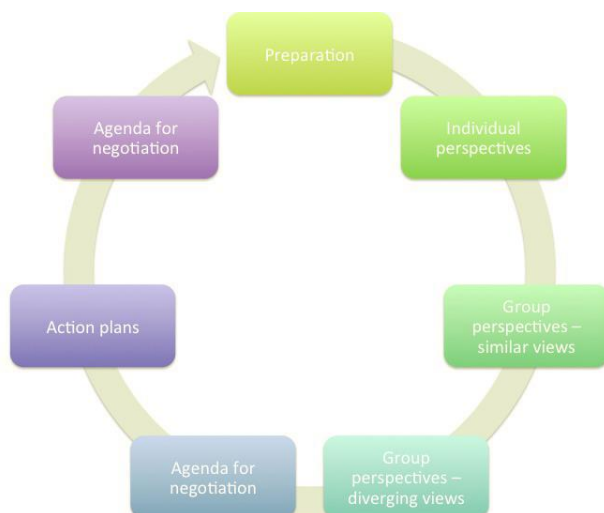 Preparation
Individual
perspectives
Group
perspectives –
similar views
Group
perspectives –
diverging views
Agenda for
negotiation
Action plans
Agenda for
negotiation